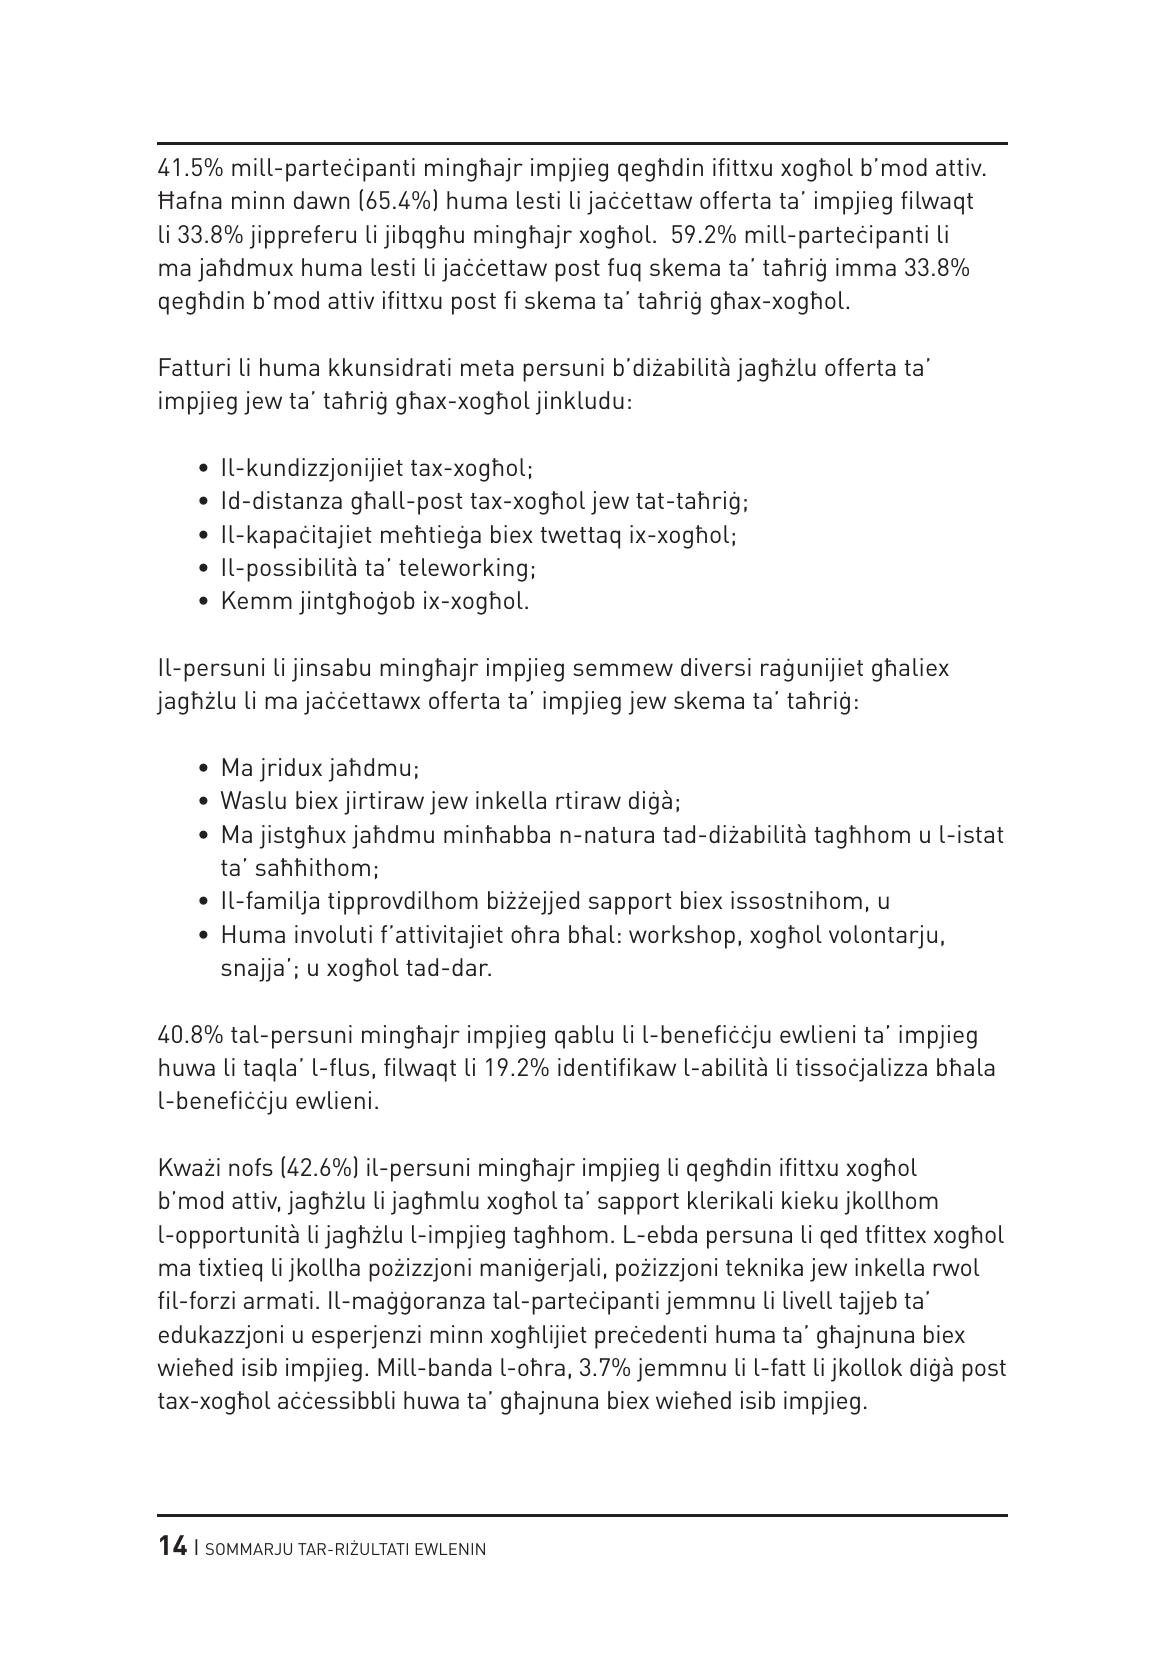 41.5% mill-parteċipanti mingħajr impjieg qegħdin ifittxu xogħol b’mod attiv.
Ħafna minn dawn (65.4%) huma lesti li jaċċettaw offerta ta’ impjieg filwaqt
li 33.8% jippreferu li jibqgħu mingħajr xogħol.  59.2% mill-parteċipanti li
ma jaħdmux huma lesti li jaċċettaw post fuq skema ta’ taħriġ imma 33.8%
qegħdin b’mod attiv ifittxu post fi skema ta’ taħriġ għax-xogħol.
Fatturi li huma kkunsidrati meta persuni b’diżabilità jagħżlu offerta ta’
impjieg jew ta’ taħriġ għax-xogħol jinkludu:
• Il-kundizzjonijiet tax-xogħol;
• Id-distanza għall-post tax-xogħol jew tat-taħriġ;
• Il-kapaċitajiet meħtieġa biex twettaq ix-xogħol;
• Il-possibilità ta’ teleworking;
• Kemm jintgħoġob ix-xogħol.
Il-persuni li jinsabu mingħajr impjieg semmew diversi raġunijiet għaliex
jagħżlu li ma jaċċettawx offerta ta’ impjieg jew skema ta’ taħriġ:
• Ma jridux jaħdmu;
• Waslu biex jirtiraw jew inkella rtiraw diġà;
• Ma jistgħux jaħdmu minħabba n-natura tad-diżabilità tagħhom u l-istat
ta’ saħħithom;
• Il-familja tipprovdilhom biżżejjed sapport biex issostnihom, u
• Huma involuti f’attivitajiet oħra bħal: workshop, xogħol volontarju,
snajja’; u xogħol tad-dar.
40.8% tal-persuni mingħajr impjieg qablu li l-benefiċċju ewlieni ta’ impjieg
huwa li taqla’ l-flus, filwaqt li 19.2% identifikaw l-abilità li tissoċjalizza bħala
l-benefiċċju ewlieni.
Kważi nofs (42.6%) il-persuni mingħajr impjieg li qegħdin ifittxu xogħol
b’mod attiv, jagħżlu li jagħmlu xogħol ta’ sapport klerikali kieku jkollhom
l-opportunità li jagħżlu l-impjieg tagħhom. L-ebda persuna li qed tfittex xogħol
ma tixtieq li jkollha pożizzjoni maniġerjali, pożizzjoni teknika jew inkella rwol
fil-forzi armati. Il-maġġoranza tal-parteċipanti jemmnu li livell tajjeb ta’
edukazzjoni u esperjenzi minn xogħlijiet preċedenti huma ta’ għajnuna biex
wieħed isib impjieg. Mill-banda l-oħra, 3.7% jemmnu li l-fatt li jkollok diġà post
tax-xogħol aċċessibbli huwa ta’ għajnuna biex wieħed isib impjieg.
14 | SOMMARJU TAR-RIŻULTATI EWLENIN